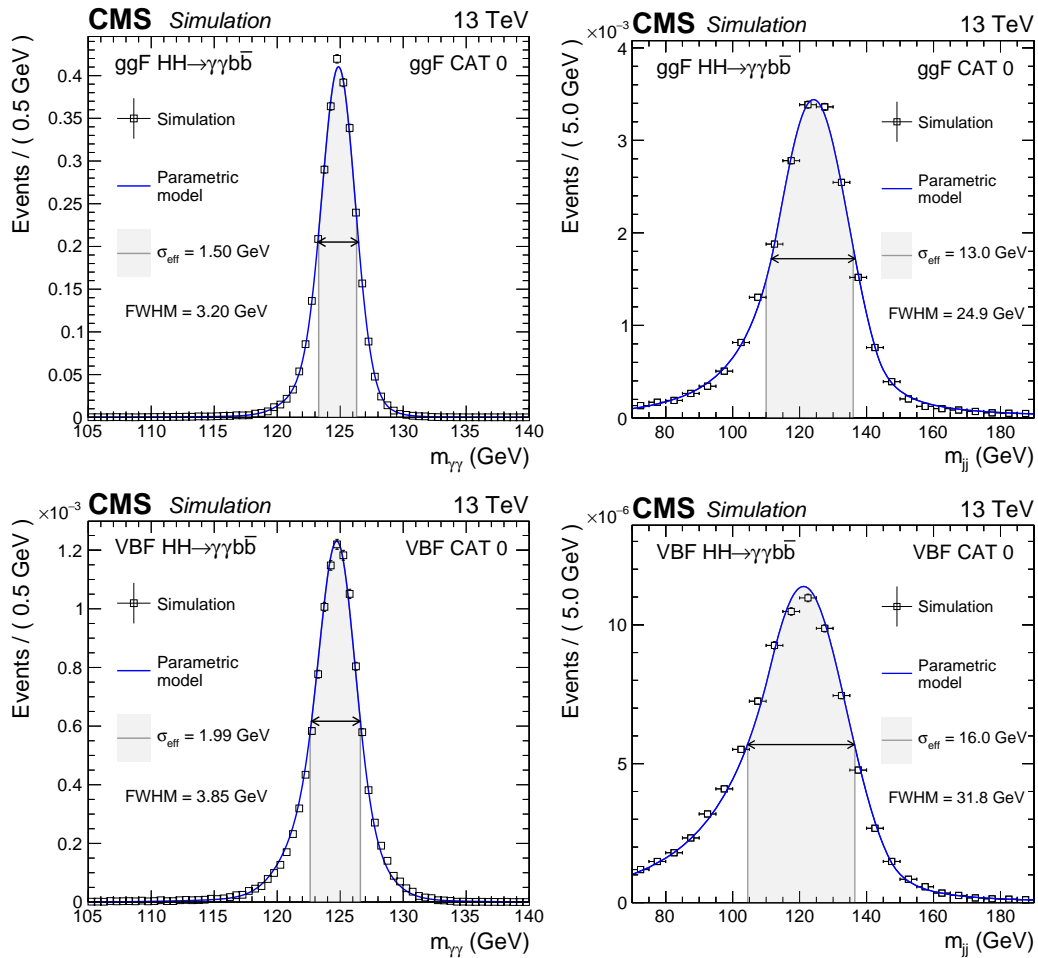 CMS Simulation 13 TeV
ggF HH→γγbb̅
ggF CAT 0
Simulation
Parametric
model
σeff = 1.50 GeV
FWHM = 3.20 GeV
Events / ( 0.5 GeV )
0.4
0.35
0.3
0.25
0.2
0.15
0.1
0.05
0
105 110 115 120 125 130 135 140
mγγ (GeV)
CMS Simulation 13 TeV
×10⁻³
ggF HH→γγbb̅
ggF CAT 0
Simulation
Parametric
model
σeff = 13.0 GeV
FWHM = 24.9 GeV
Events / ( 5.0 GeV )
4
3
2
1
0
80 100 120 140 160 180
mjj (GeV)
CMS Simulation 13 TeV
×10⁻³
VBF HH→γγbb̅
VBF CAT 0
Simulation
Parametric
model
σeff = 1.99 GeV
FWHM = 3.85 GeV
Events / ( 0.5 GeV )
1.2
1
0.8
0.6
0.4
0.2
0
105 110 115 120 125 130 135 140
mγγ (GeV)
CMS Simulation 13 TeV
×10⁻⁶
VBF HH→γγbb̅
VBF CAT 0
Simulation
Parametric
model
σeff = 16.0 GeV
FWHM = 31.8 GeV
Events / ( 5.0 GeV )
10
5
0
80 100 120 140 160 180
mjj (GeV)